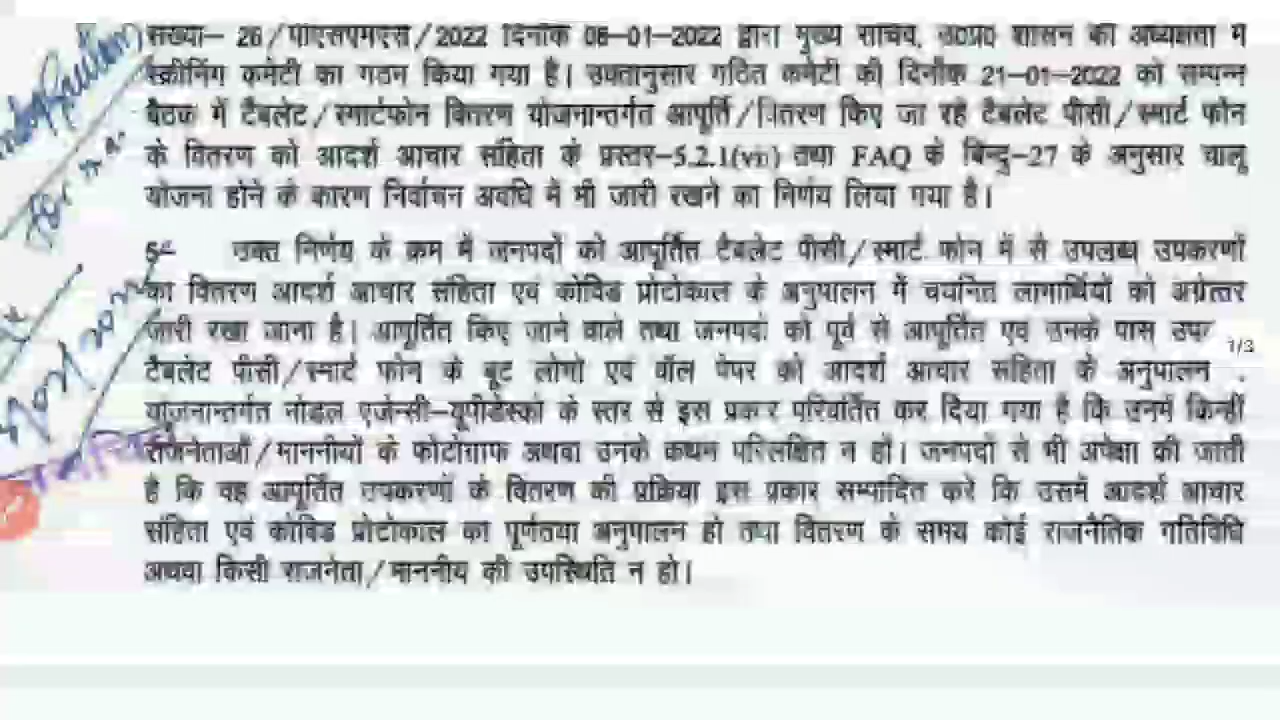 संख्या– 26/पीएसएमएस/2022 दिनांक 08–01–2022 द्वारा मुख्य सचिव, उ0प्र0 शासन की अध्यक्षता में
स्क्रीनिंग कमेटी का गठन किया गया है। उक्तानुसार गठित कमेटी की दिनाँक 21–01–2022 को सम्पन्न
बैठक में टैबलेट/स्मार्टफोन वितरण योजनान्तर्गत आपूर्ति/वितरण किए जा रहे टैबलेट पीसी/स्मार्ट फोन
के वितरण को आदर्श आचार संहिता के प्रस्तर–5.2.1(vii) तथा FAQ के बिन्दु–27 के अनुसार चालू
योजना होने के कारण निर्वाचन अवधि में भी जारी रखने का निर्णय लिया गया है।
5– उक्त निर्णय के क्रम में जनपदों को आपूर्तित टैबलेट पीसी/स्मार्ट फोन में से उपलब्ध उपकरणों
का वितरण आदर्श आचार संहिता एवं कोविड प्रोटोकाल के अनुपालन में चयनित लाभार्थियों को अग्रेत्तर
जारी रखा जाना है। आपूर्तित किए जाने वाले तथा जनपदों को पूर्व से आपूर्तित एवं उनके पास
1/3
टैबलेट पीसी/स्मार्ट फोन के बूट लोगो एवं वॉल पेपर को आदर्श आचार संहिता के अनुपालन
योजनान्तर्गत नोडल एजेन्सी–यूपीडेस्को के स्तर से इस प्रकार परिवर्तित कर दिया गया है कि उनमें किन्हीं
राजनेताओं/माननीयों के फोटोग्राफ अथवा उनके कथन परिलक्षित न हों। जनपदों से भी अपेक्षा की जाती
है कि वह आपूर्तित उपकरणों के वितरण की प्रक्रिया इस प्रकार सम्पादित करें कि उसमें आदर्श आचार
संहिता एवं कोविड प्रोटोकाल का पूर्णतया अनुपालन हो तथा वितरण के समय कोई राजनैतिक गतिविधि
अथवा किसी राजनेता/माननीय की उपस्थिति न हो।